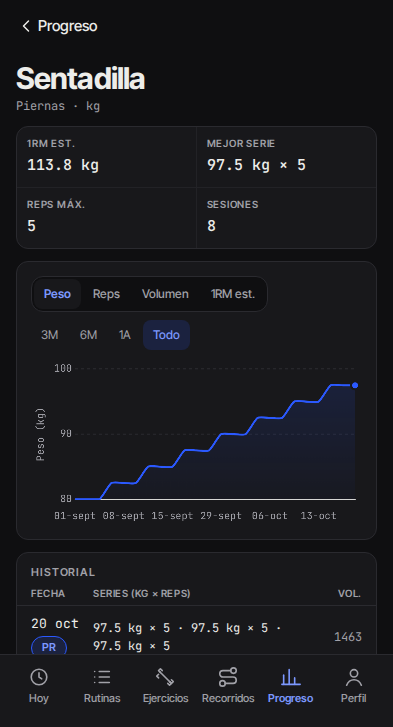 Progreso
Sentadilla
Piernas · kg
1RM EST.
113.8 kg
MEJOR SERIE
97.5 kg × 5
REPS MÁX.
5
SESIONES
8
Peso Reps Volumen 1RM est.
3M 6M 1A Todo
Peso (kg)
100
90
80
01-sept 08-sept 15-sept 29-sept 06-oct 13-oct
HISTORIAL
FECHA SERIES (KG × REPS) VOL.
20 oct
PR
97.5 kg × 5 · 97.5 kg × 5 ·
97.5 kg × 5
1463
Hoy Rutinas Ejercicios Recorridos Progreso Perfil